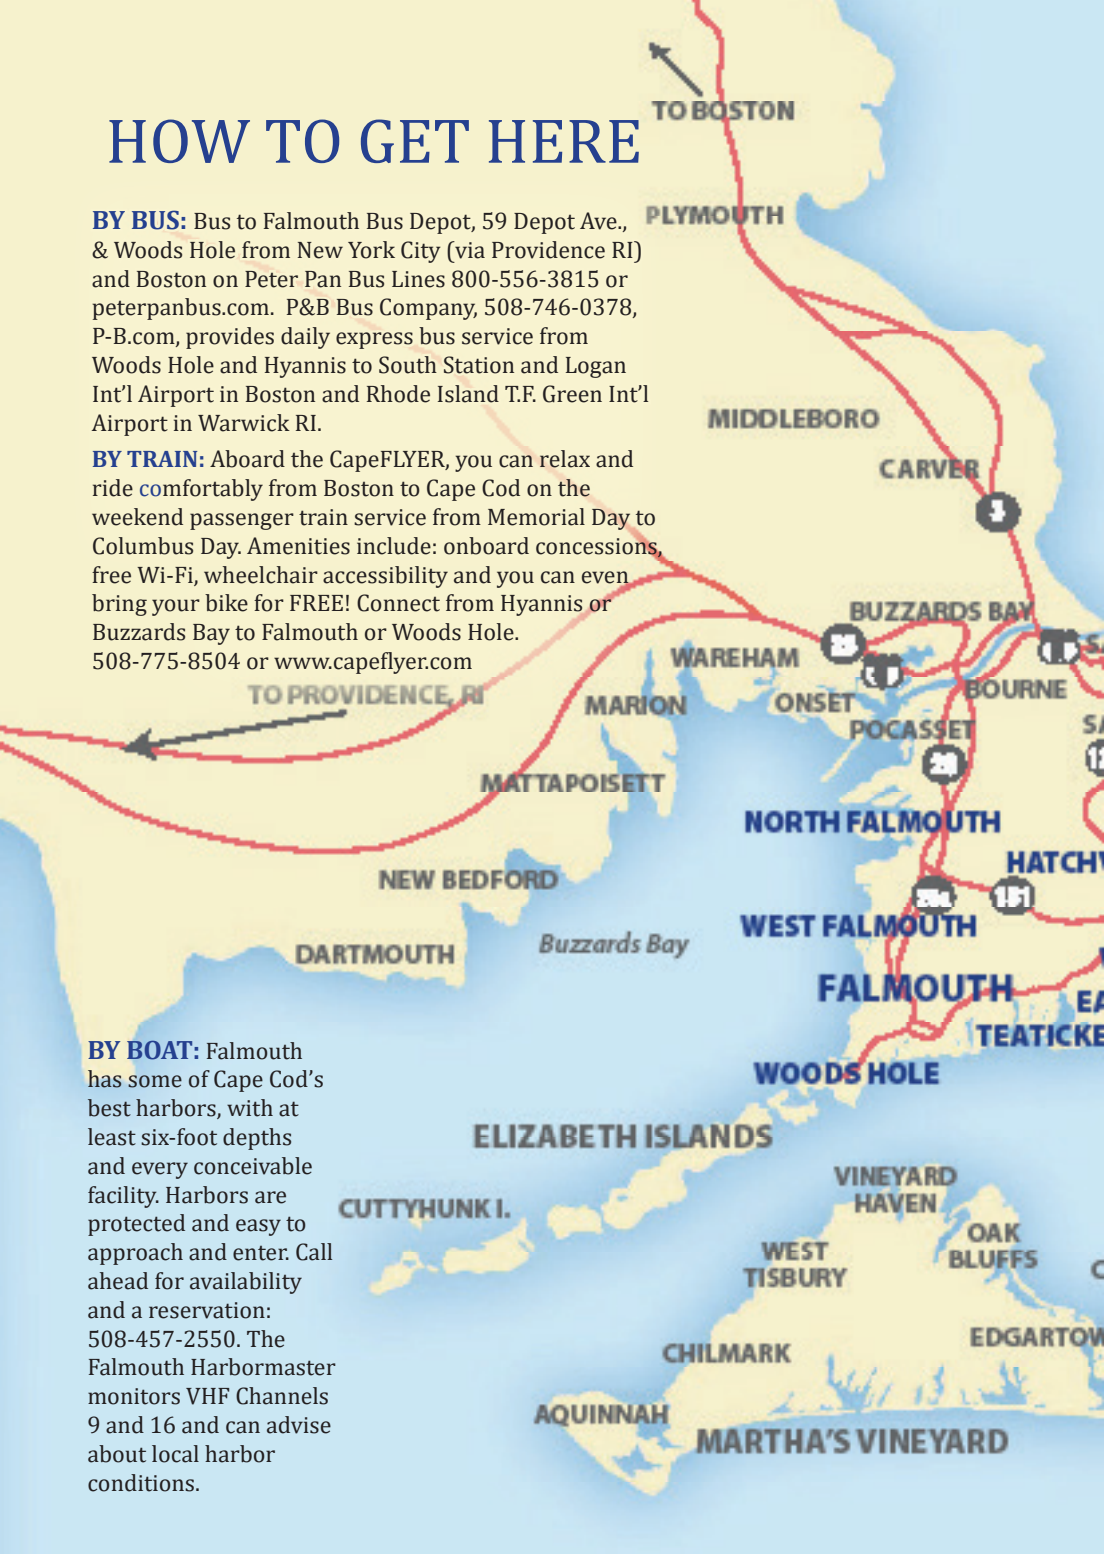 TO BOSTON
HOW TO GET HERE
PLYMOUTH
BY BUS: Bus to Falmouth Bus Depot, 59 Depot Ave.,
& Woods Hole from New York City (via Providence RI)
and Boston on Peter Pan Bus Lines 800-556-3815 or
peterpanbus.com.  P&B Bus Company, 508-746-0378,
P-B.com, provides daily express bus service from
Woods Hole and Hyannis to South Station and Logan
Int'l Airport in Boston and Rhode Island T.F. Green Int'l
Airport in Warwick RI.
BY TRAIN: Aboard the CapeFLYER, you can relax and
ride comfortably from Boston to Cape Cod on the
weekend passenger train service from Memorial Day to
Columbus Day. Amenities include: onboard concessions,
free Wi-Fi, wheelchair accessibility and you can even
bring your bike for FREE! Connect from Hyannis or
Buzzards Bay to Falmouth or Woods Hole.
508-775-8504 or www.capeflyer.com
MIDDLEBORO
CARVER
3
BUZZARDS BAY
WAREHAM
TO PROVIDENCE, RI
MARION
ONSET
BOURNE
POCASSET
MATTAPOISETT
NORTH FALMOUTH
NEW BEDFORD
151
WEST FALMOUTH
Buzzards Bay
DARTMOUTH
FALMOUTH
WOODS HOLE
BY BOAT: Falmouth
has some of Cape Cod's
best harbors, with at
least six-foot depths
and every conceivable
facility. Harbors are
protected and easy to
approach and enter. Call
ahead for availability
and a reservation:
508-457-2550. The
Falmouth Harbormaster
monitors VHF Channels
9 and 16 and can advise
about local harbor
conditions.
ELIZABETH ISLANDS
CUTTYHUNK I.
VINEYARD
HAVEN
OAK
BLUFFS
WEST
TISBURY
CHILMARK
AQUINNAH
MARTHA'S VINEYARD